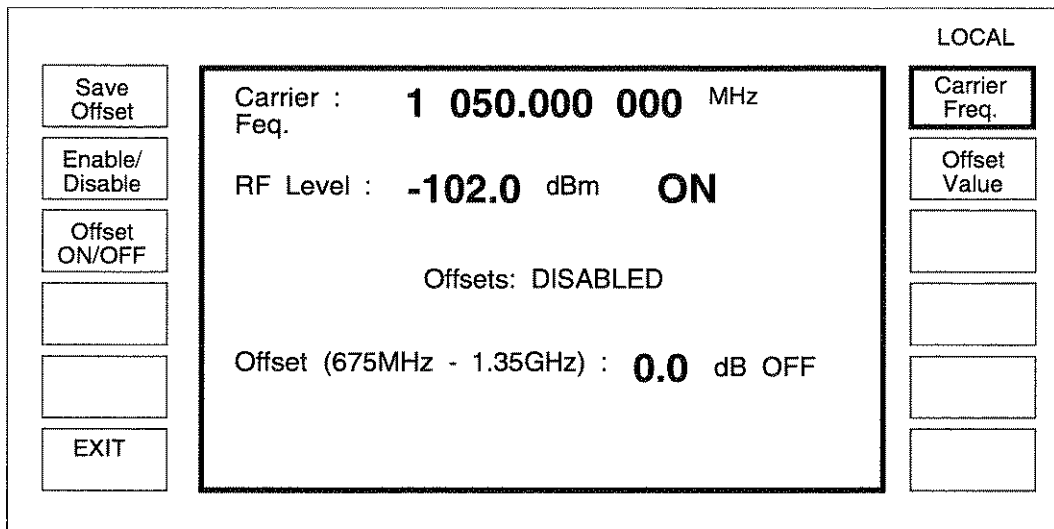 LOCAL
Save
Offset
Enable/
Disable
Offset
ON/OFF
EXIT
Carrier : 1 050.000 000 MHz
Feq.
RF Level : -102.0 dBm ON
Offsets: DISABLED
Offset (675MHz - 1.35GHz) : 0.0 dB OFF
Carrier
Freq.
Offset
Value